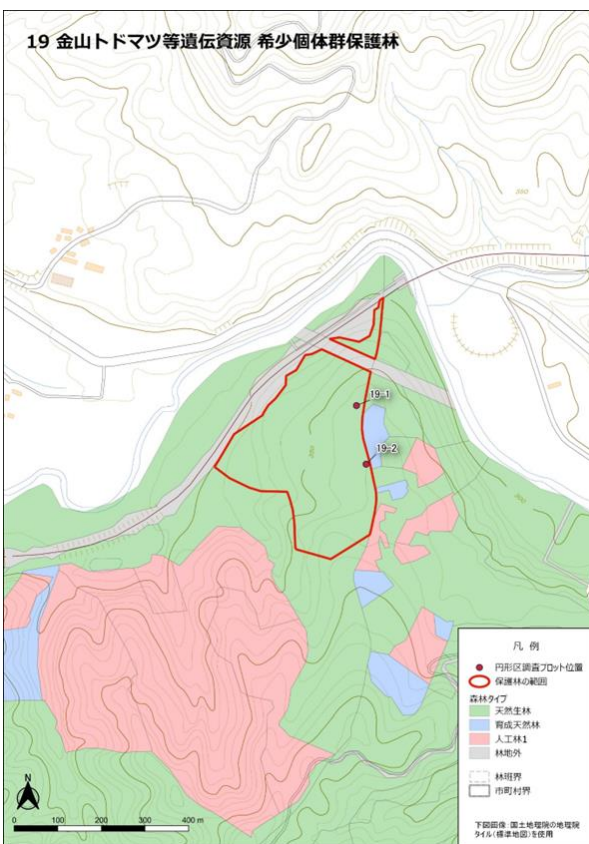 19 金山トドマツ等遺伝資源 希少個体群保護林
350
19-1
19-2
350
300
凡 例
円形区調査プロット位置
保護林の範囲
森林タイプ
天然生林
育成天然林
人工林1
林地外
林班界
市町村界
下図画像:国土地理院の地理院
タイル(標準地図)を使用
N
0 100 200 300 400 m